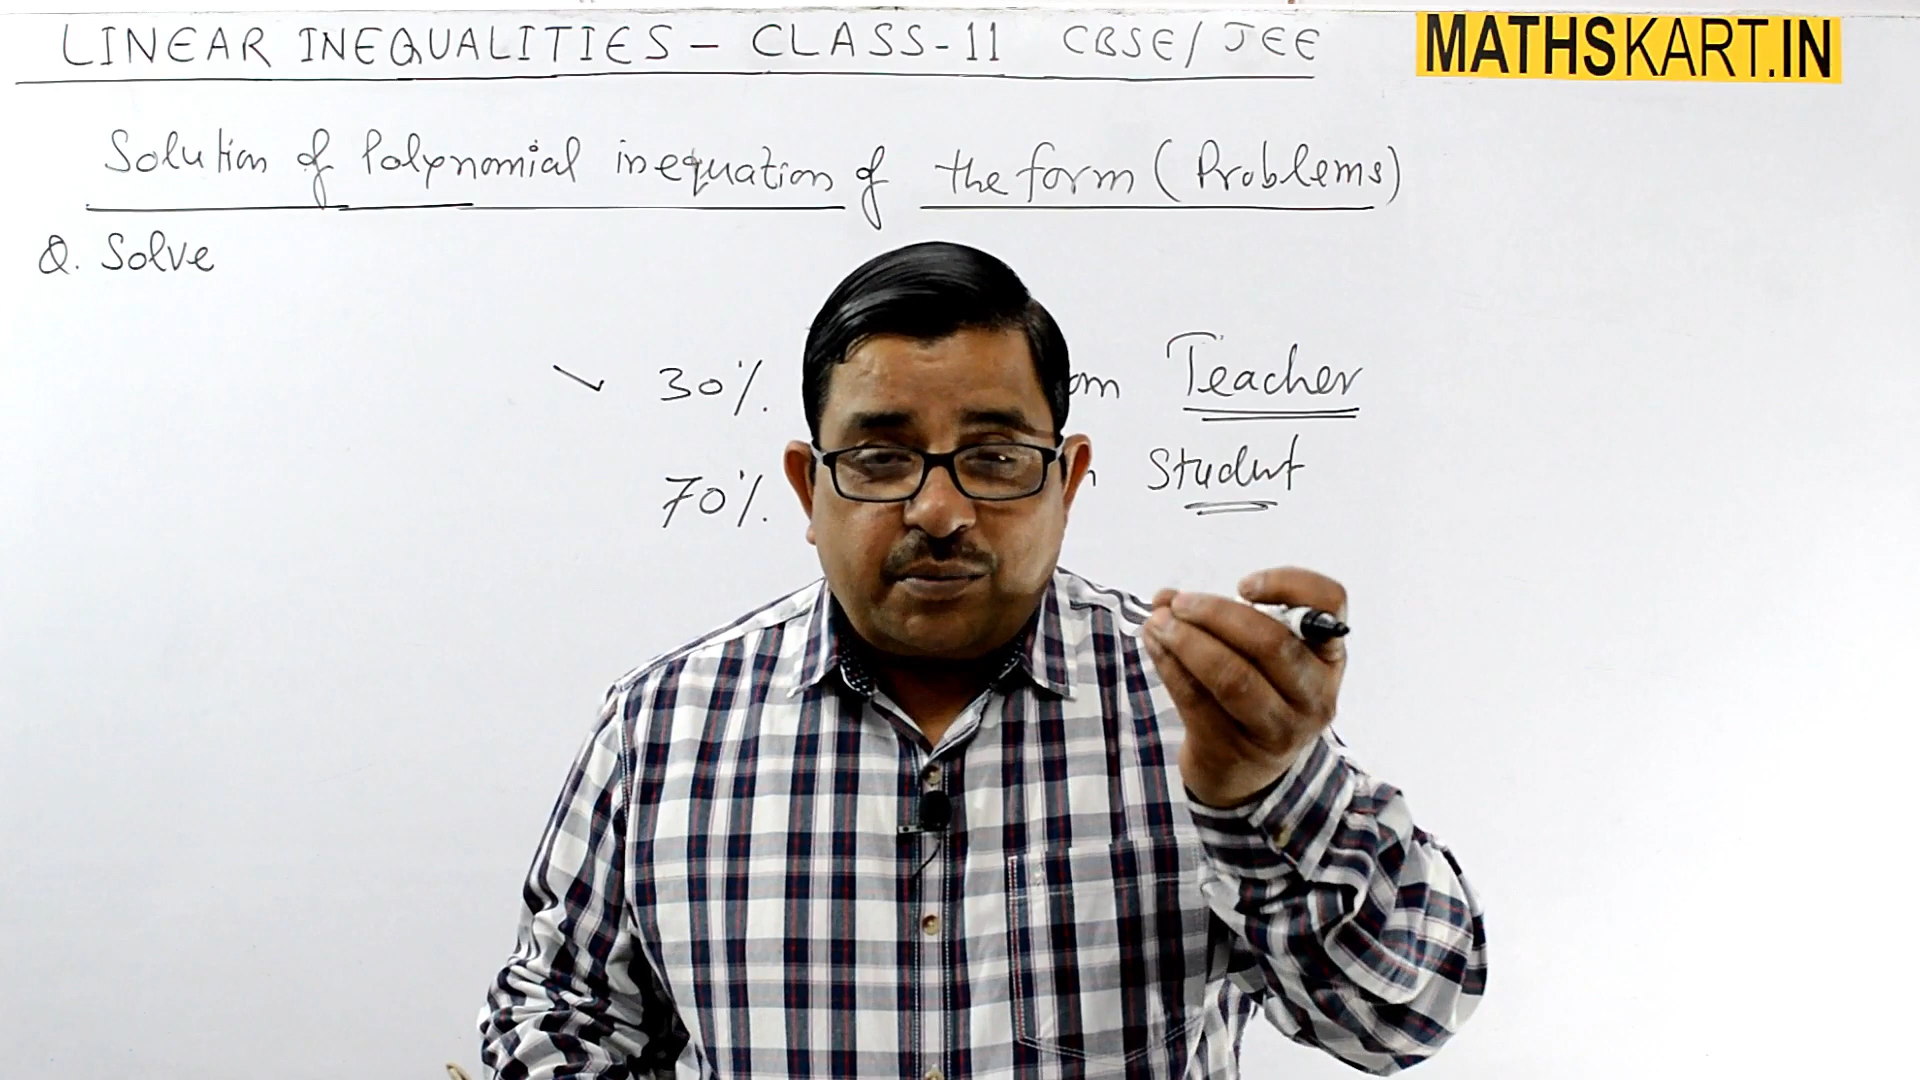 LINEAR INEQUALITIES – CLASS-11 CBSE/JEE
MATHSKART.IN
Solution of Polynomial inequation of the form (Problems)
Q. Solve
30%. Teacher
70%. Student